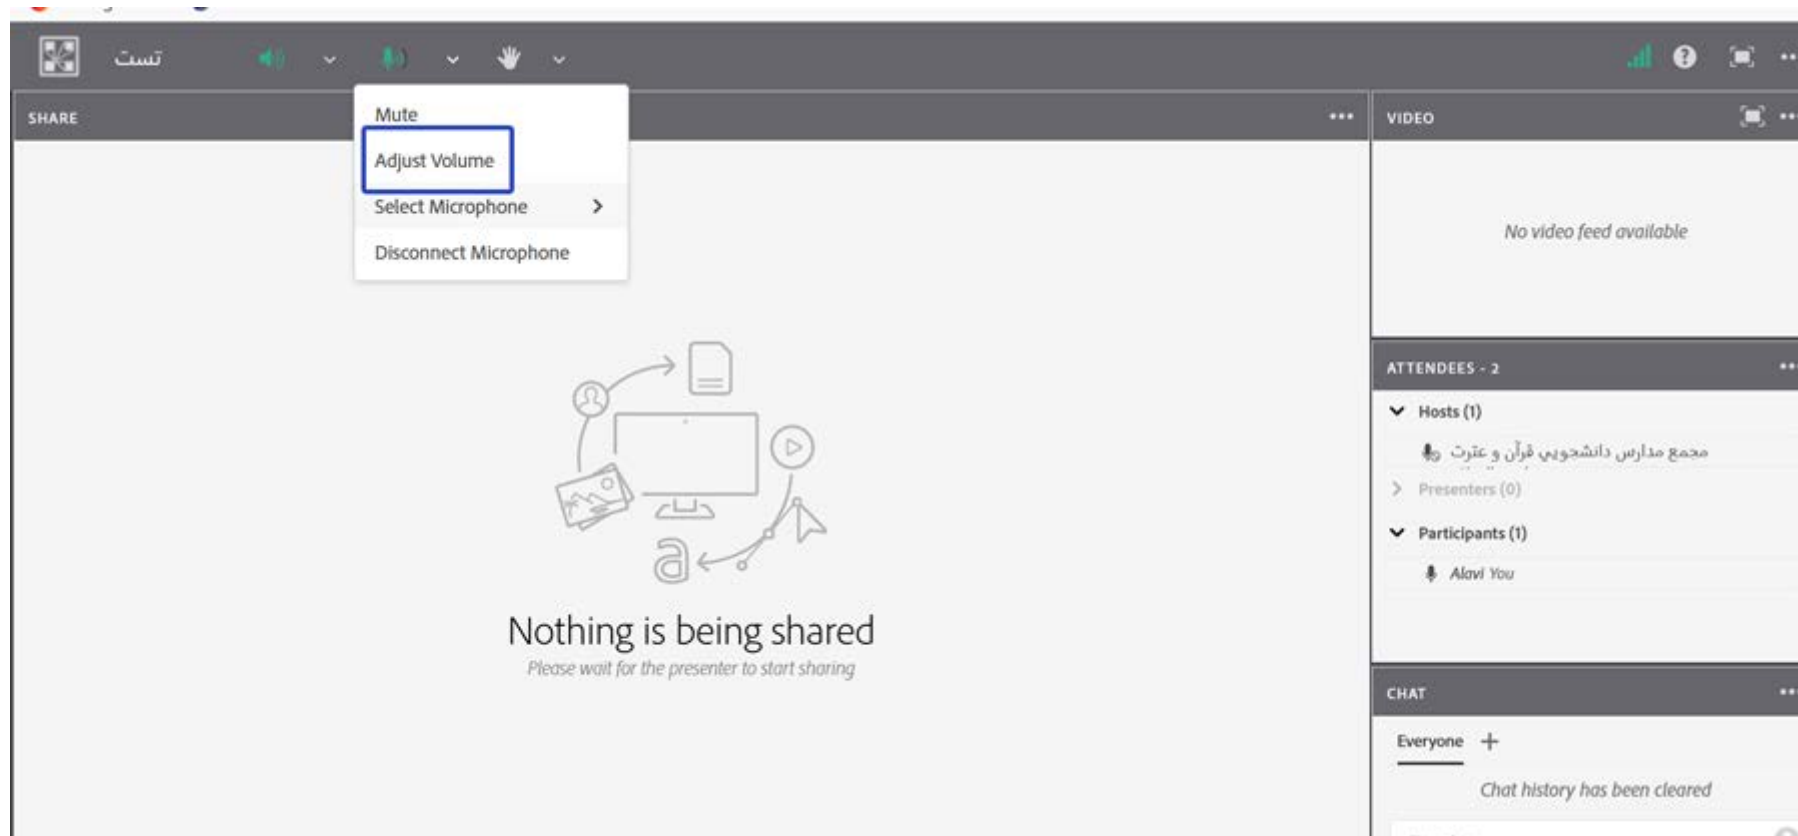 تست
SHARE
Mute
Adjust Volume
Select Microphone
Disconnect Microphone
Nothing is being shared
Please wait for the presenter to start sharing
VIDEO
No video feed available
ATTENDEES - 2
Hosts (1)
مجمع مدارس دانشجويي قرآن و عترت
Presenters (0)
Participants (1)
Alavi You
CHAT
Everyone
Chat history has been cleared